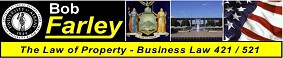 Bob
Farley
The Law of Property - Business Law 421 / 521